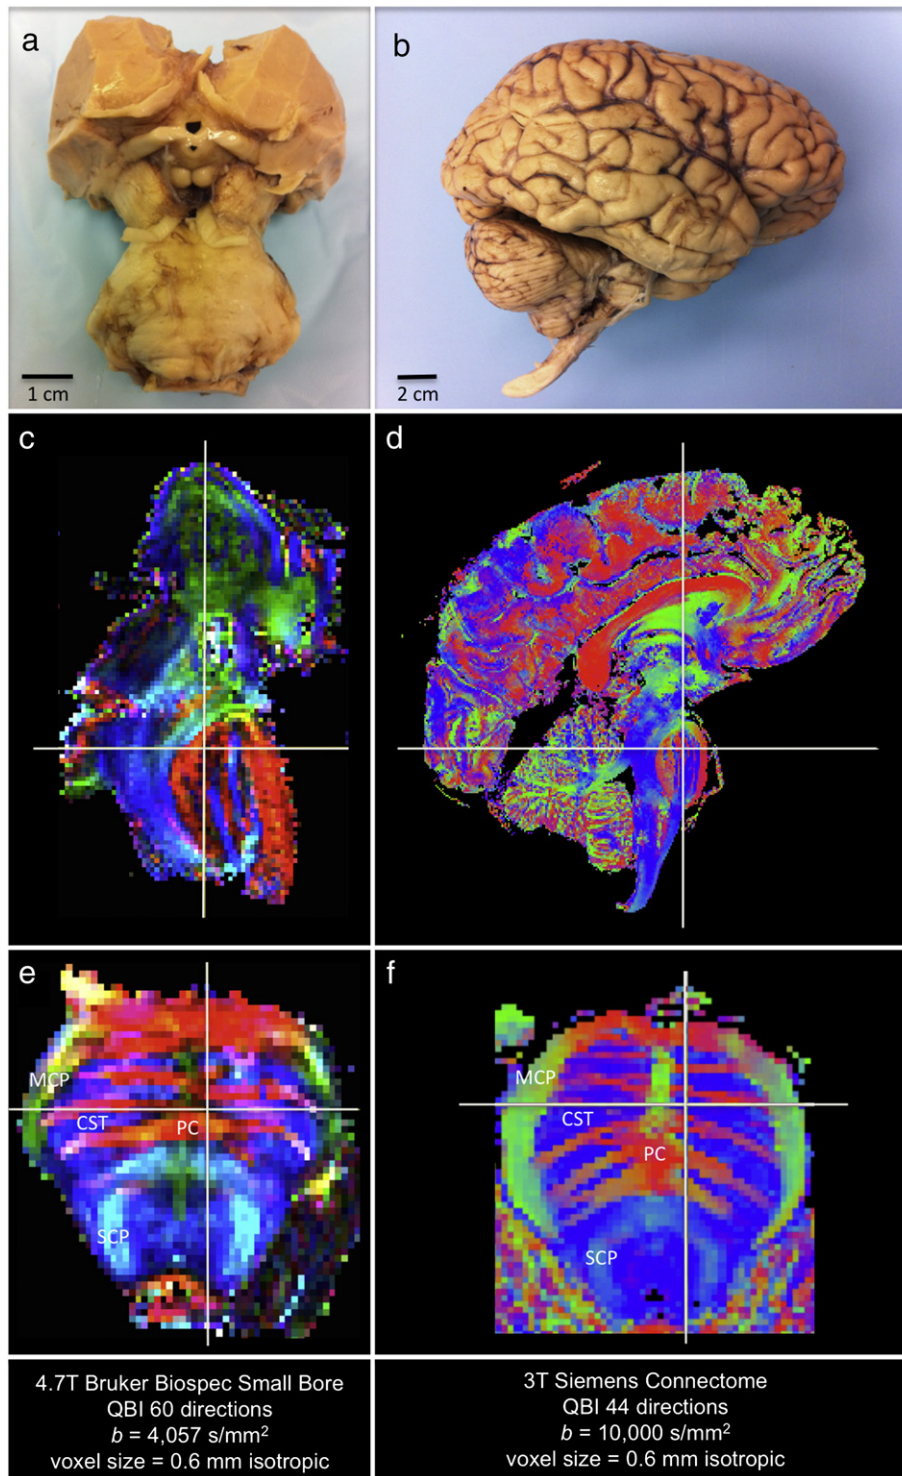 a
b
1 cm
2 cm
c
d
e
f
MCP
CST
PC
SCP
MCP
CST
PC
SCP
4.7T Bruker Biospec Small Bore
QBI 60 directions
b = 4,057 s/mm²
voxel size = 0.6 mm isotropic
3T Siemens Connectome
QBI 44 directions
b = 10,000 s/mm²
voxel size = 0.6 mm isotropic